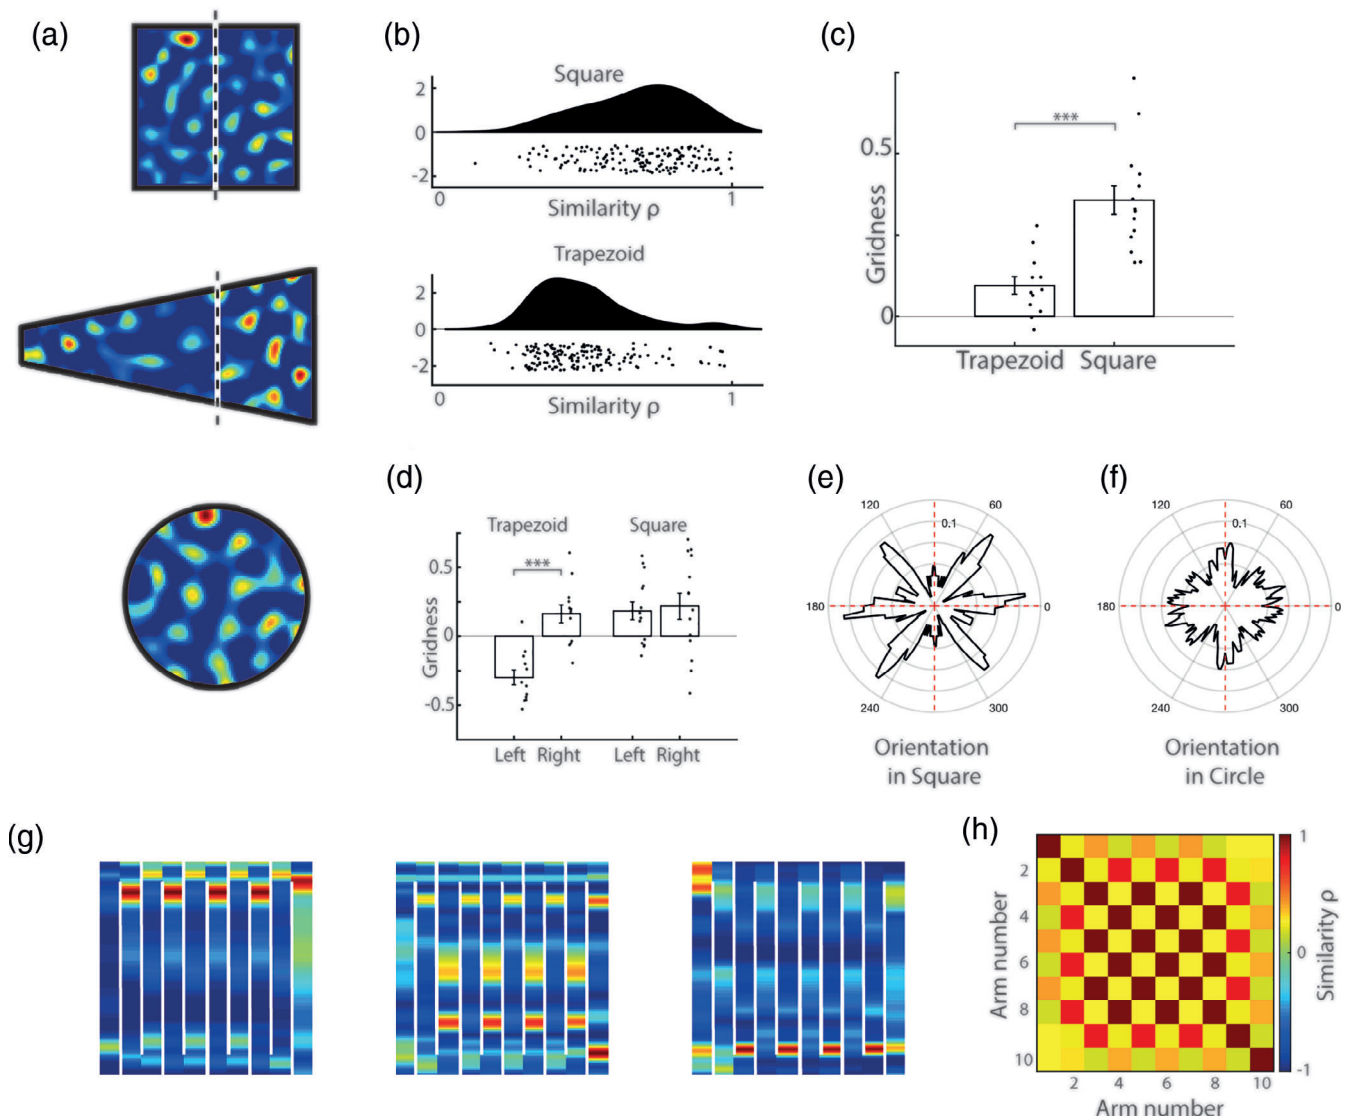 (a)
(b)
Square
2
0
-2
0
1
Similarity ρ
Trapezoid
2
0
-2
0
1
Similarity ρ
(c)
***
0.5
Gridness
0
Trapezoid Square
(d)
Trapezoid Square
***
0.5
Gridness
0
-0.5
Left Right Left Right
(e)
120
60
0.1
180
0
240
300
Orientation
in Square
(f)
120
60
0.1
180
0
240
300
Orientation
in Circle
(g)
(h)
2
4
6
8
10
Arm number
2 4 6 8 10
Arm number
1
0
-1
Similarity ρ